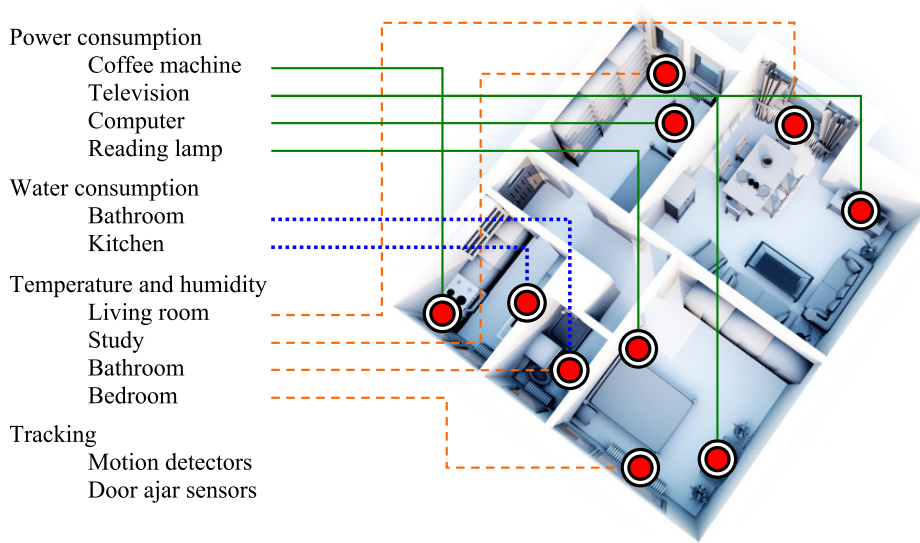 Power consumption
Coffee machine
Television
Computer
Reading lamp
Water consumption
Bathroom
Kitchen
Temperature and humidity
Living room
Study
Bathroom
Bedroom
Tracking
Motion detectors
Door ajar sensors